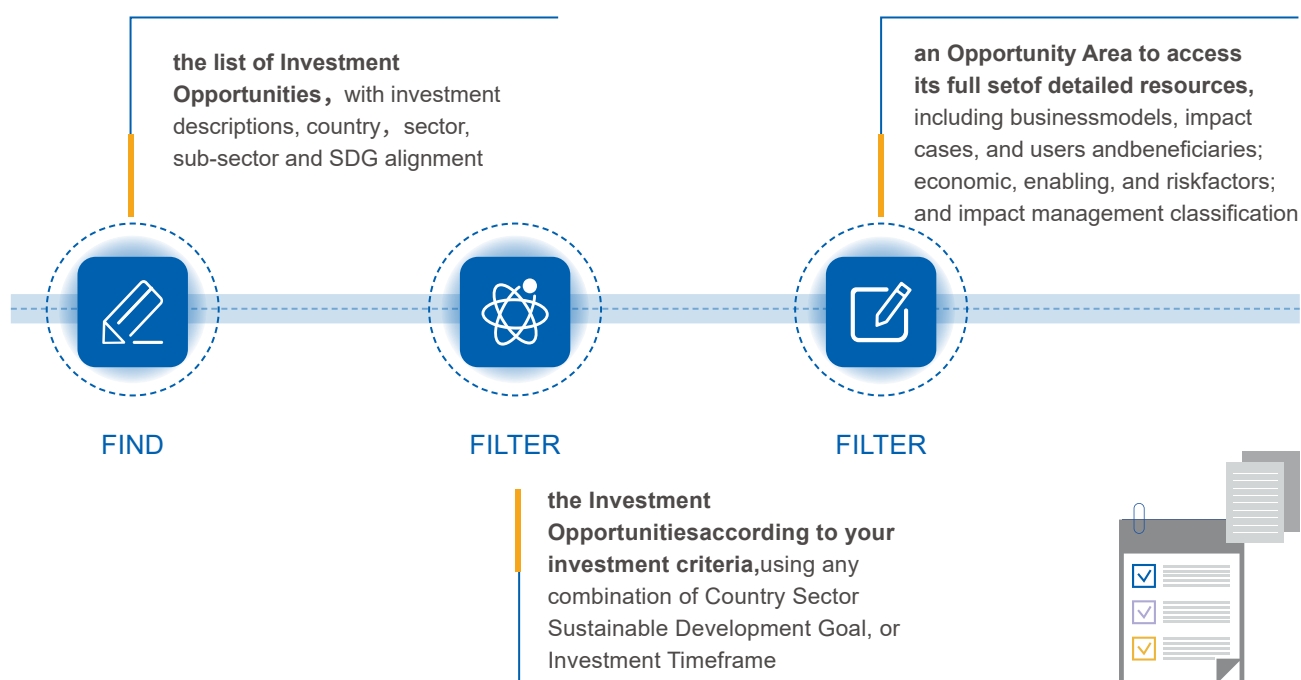 the list of Investment
Opportunities，with investment
descriptions, country，sector,
sub-sector and SDG alignment
an Opportunity Area to access
its full setof detailed resources,
including businessmodels, impact
cases, and users andbeneficiaries;
economic, enabling, and riskfactors;
and impact management classification
FIND
FILTER
FILTER
the Investment
Opportunitiesaccording to your
investment criteria,using any
combination of Country Sector
Sustainable Development Goal, or
Investment Timeframe